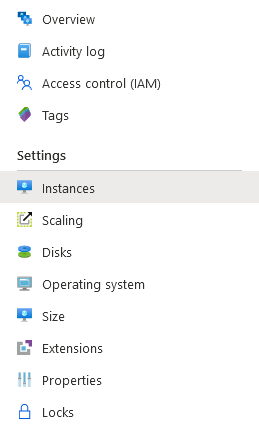 Overview
Activity log
Access control (IAM)
Tags
Settings
Instances
Scaling
Disks
Operating system
Size
Extensions
Properties
Locks